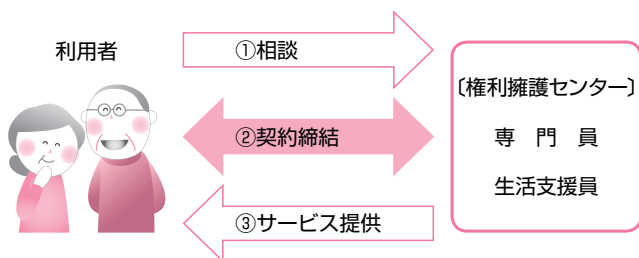 利用者
①相談
②契約締結
③サービス提供
〔権利擁護センター〕
専　門　員
生活支援員